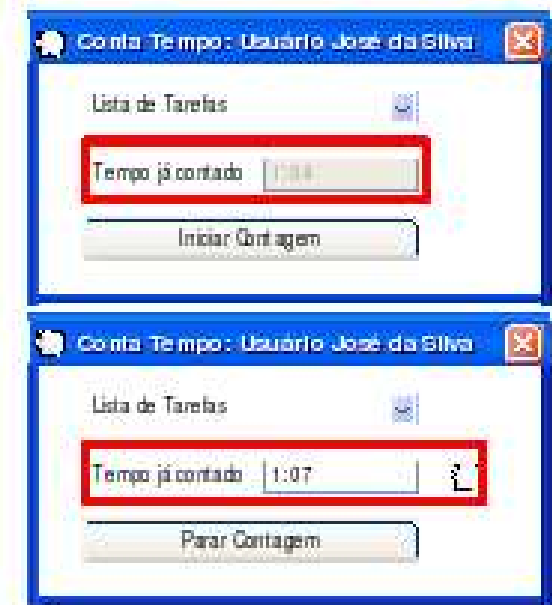 Conta Tempo: Usuário José da Silva
Lista de Tarefas
Tempo já contado
Iniciar Contagem
Conta Tempo: Usuário José da Silva
Lista de Tarefas
Tempo já contado 1:07
Parar Contagem